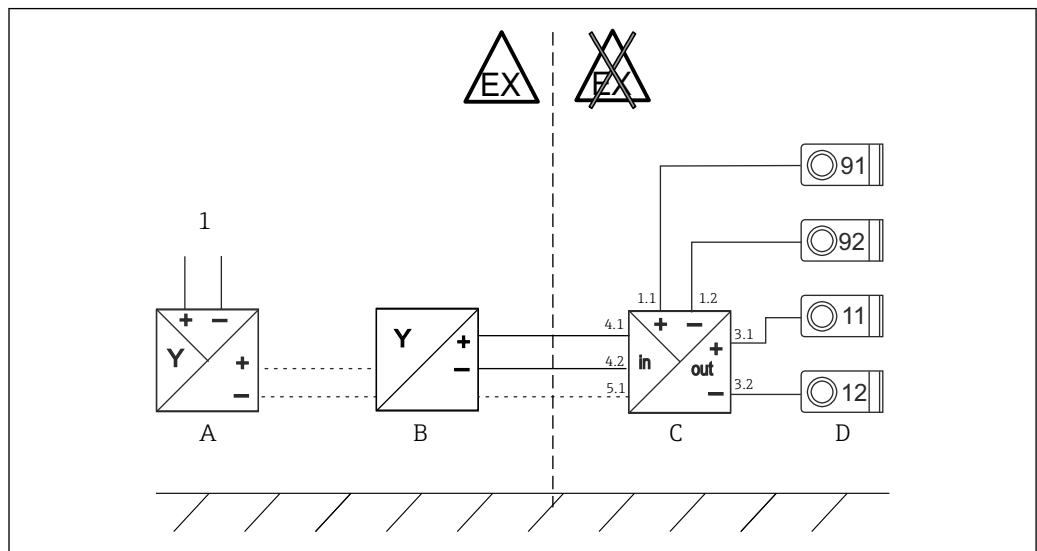 EX
EX
91
1
92
1.1
1.2
+ −
+ −
11
4.1
3.1
Y
+
Y
+
4.2
in
+
out
−
−
5.1
−
3.2
12
A
B
C
D